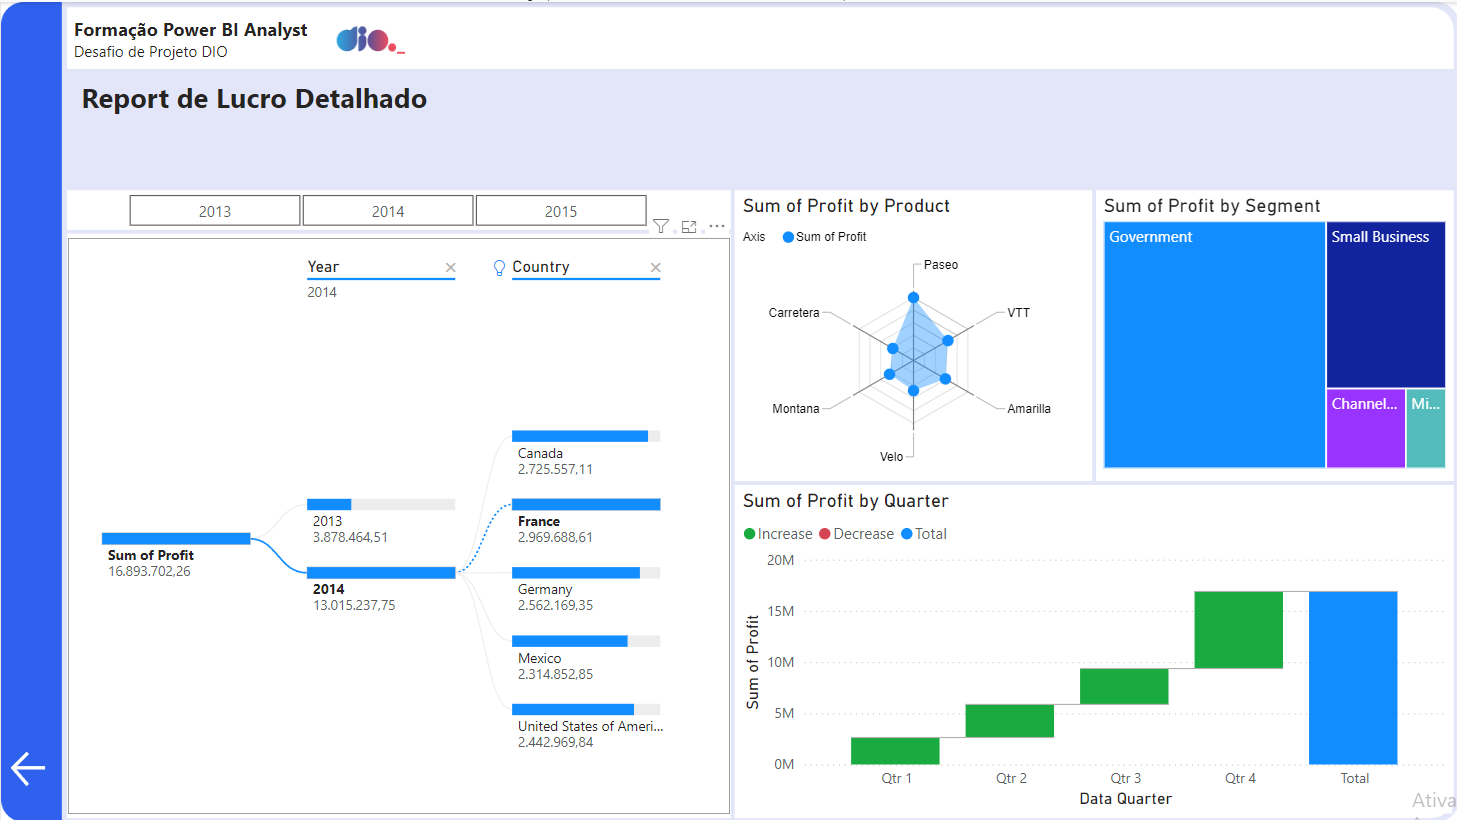 Formação Power BI Analyst
Desafio de Projeto DIO
dio._
Report de Lucro Detalhado
2013
2014
2015
Year
2014
Country
Sum of Profit
16.893.702,26
2013
3.878.464,51
2014
13.015.237,75
Canada
2.725.557,11
France
2.969.688,61
Germany
2.562.169,35
Mexico
2.314.852,85
United States of Ameri...
2.442.969,84
Sum of Profit by Product
Axis
Sum of Profit
Paseo
VTT
Amarilla
Velo
Montana
Carretera
Sum of Profit by Segment
Government
Small Business
Channel...
Mi...
Sum of Profit by Quarter
Increase
Decrease
Total
Sum of Profit
20M
15M
10M
5M
0M
Qtr 1
Qtr 2
Qtr 3
Qtr 4
Total
Data Quarter
Ativa